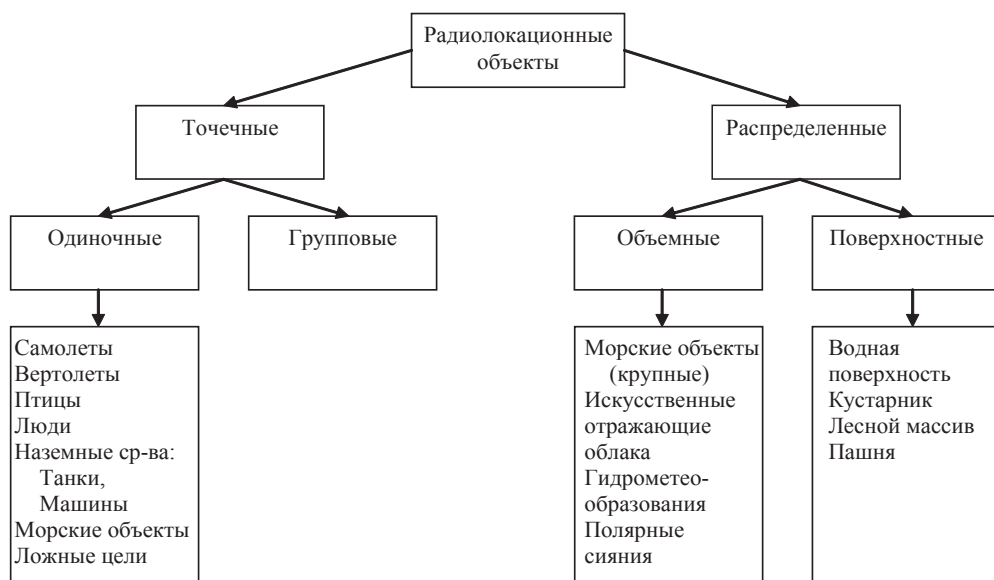 Радиолокационные
объекты
Точечные
Распределенные
Одиночные
Групповые
Объемные
Поверхностные
Самолеты
Вертолеты
Птицы
Люди
Наземные ср-ва:
Танки,
Машины
Морские объекты
Ложные цели
Морские объекты
(крупные)
Искусственные
отражающие
облака
Гидрометео-
образования
Полярные
сияния
Водная
поверхность
Кустарник
Лесной массив
Пашня